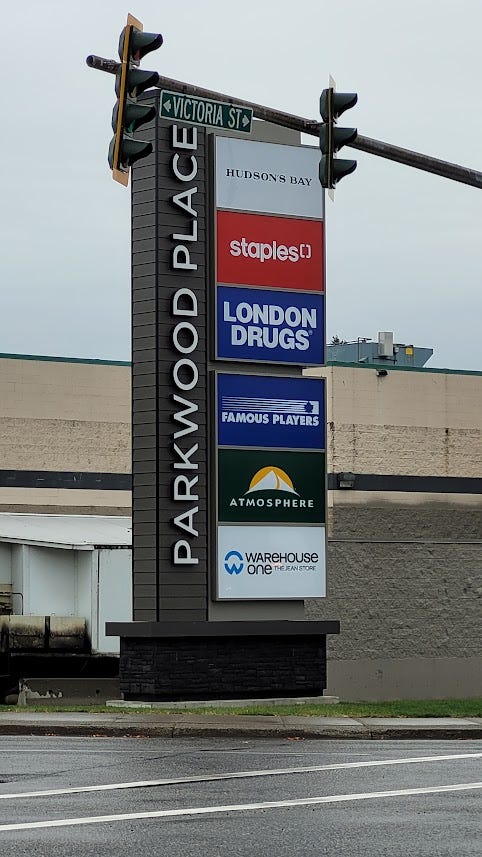 VICTORIA ST
PARKWOOD PLACE
HUDSON'S BAY
staples
LONDON
DRUGS
FAMOUS PLAYERS
ATMOSPHERE
WAREHOUSE
ONE THE JEAN STORE